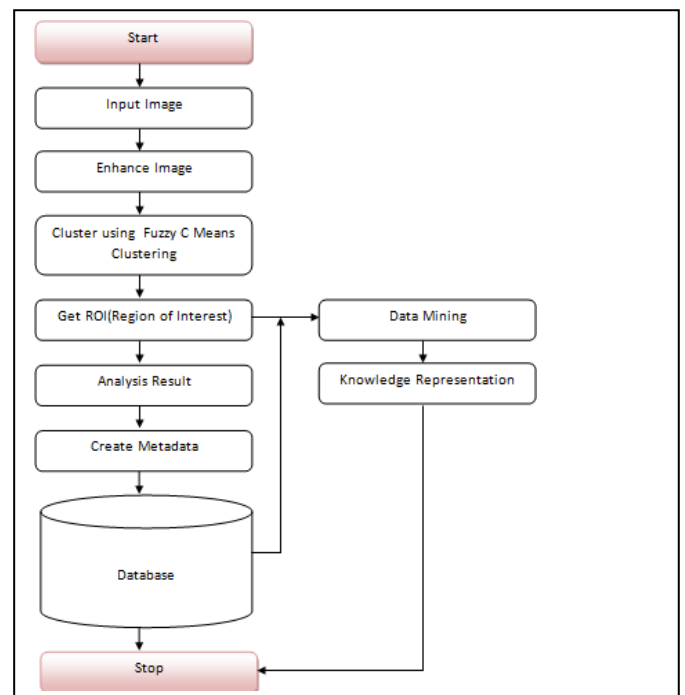 Start
Input Image
Enhance Image
Cluster using Fuzzy C Means
Clustering
Get ROI(Region of Interest)
Data Mining
Analysis Result
Knowledge Representation
Create Metadata
Database
Stop